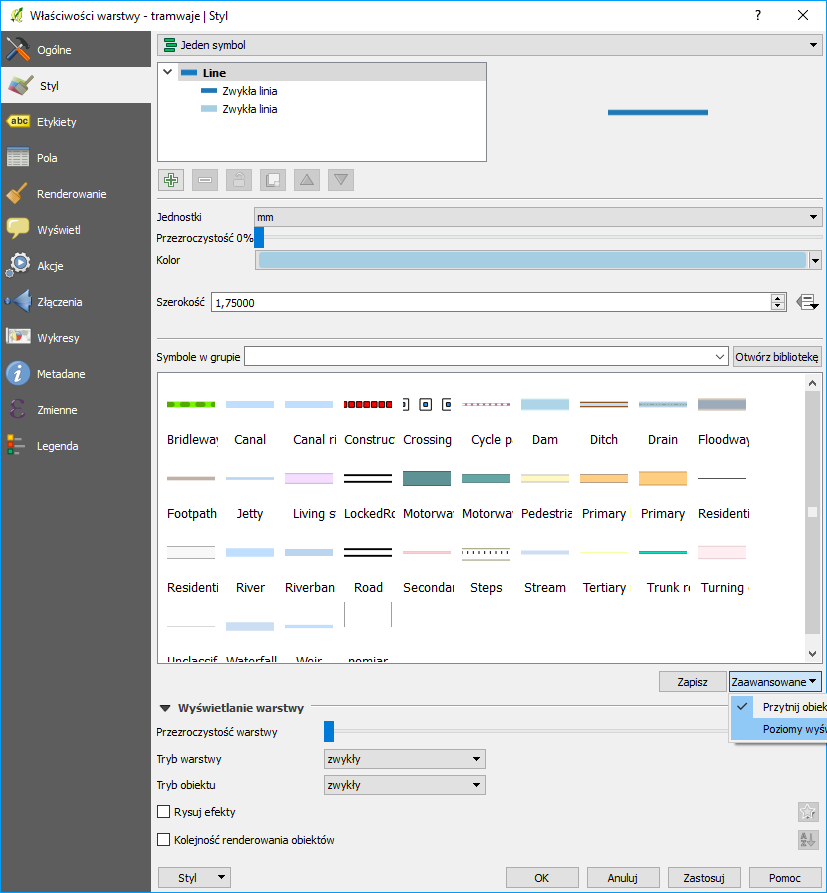 Właściwości warstwy - tramwaje | Styl
?
Ogólne
Styl
abc Etykiety
Pola
Renderowanie
Wyświetl
Akcje
Złączenia
Wykresy
Metadane
Zmienne
Legenda
Jeden symbol
Line
Zwykła linia
Zwykła linia
Jednostki mm
Przezroczystość 0%
Kolor
Szerokość 1,75000
Symbole w grupie Otwórz bibliotekę
Bridleway Canal Canal ri Construc Crossing Cycle p Dam Ditch Drain Floodway
Footpath Jetty Living s LockedRo Motorwa Motorwa Pedestria Primary Primary Residenti
Residenti River Riverban Road Seconda Steps Stream Tertiary Trunk ro Turning
Unclassif Waterfall Weir pomiar
Zapisz Zaawansowane
Przytnij obiek
Poziomy wyśw
Wyświetlanie warstwy
Przezroczystość warstwy
Tryb warstwy zwykły
Tryb obiektu zwykły
Rysuj efekty
Kolejność renderowania obiektów
Styl OK Anuluj Zastosuj Pomoc